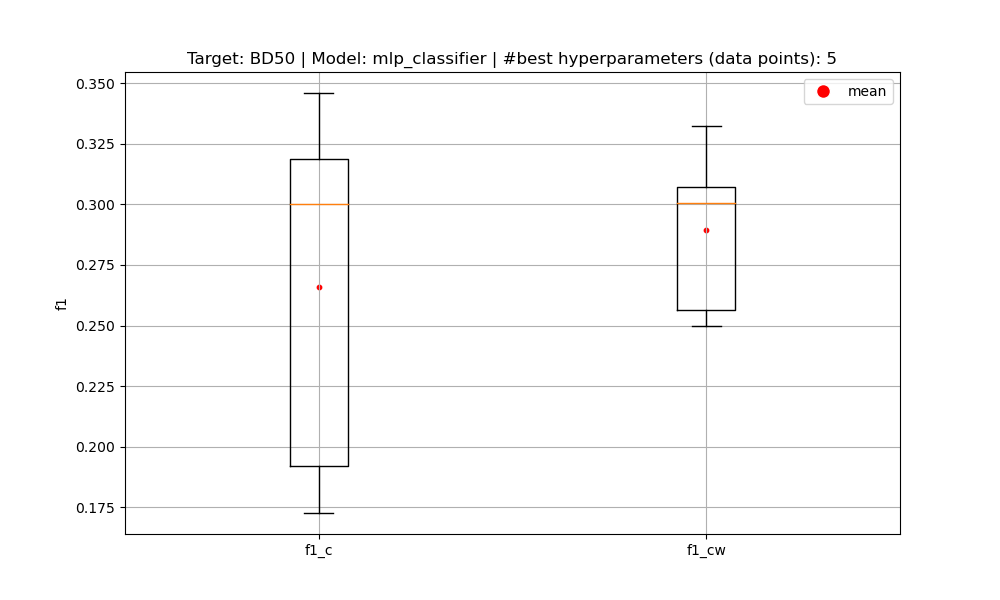 Target: BD50 | Model: mlp_classifier | #best hyperparameters (data points): 5
mean
f1
0.350
0.325
0.300
0.275
0.250
0.225
0.200
0.175
f1_c
f1_cw